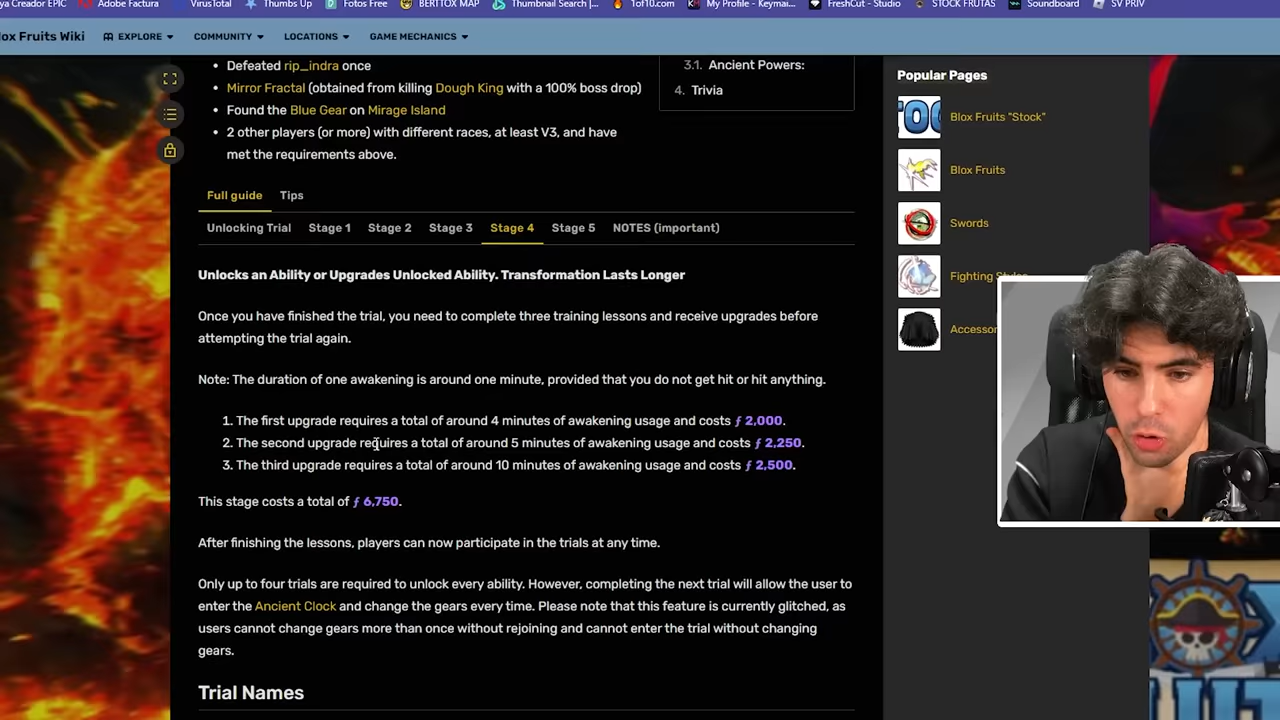 ya Creador EPIC
Adobe Factura
VirusTotal
Thumbs Up
Fotos Free
BERTTOX MAP
Thumbnail Search |...
1of10.com
My Profile - Keymai...
FreshCut - Studio
STOCK FRUTAS
Soundboard
SV PRIV
lox Fruits Wiki
EXPLORE
COMMUNITY
LOCATIONS
GAME MECHANICS
Defeated rip_indra once
Mirror Fractal (obtained from killing Dough King with a 100% boss drop)
Found the Blue Gear on Mirage Island
2 other players (or more) with different races, at least V3, and have
met the requirements above.
3.1. Ancient Powers:
4. Trivia
Full guide
Tips
Unlocking Trial
Stage 1
Stage 2
Stage 3
Stage 4
Stage 5
NOTES (important)
Unlocks an Ability or Upgrades Unlocked Ability. Transformation Lasts Longer
Once you have finished the trial, you need to complete three training lessons and receive upgrades before
attempting the trial again.
Note: The duration of one awakening is around one minute, provided that you do not get hit or hit anything.
1. The first upgrade requires a total of around 4 minutes of awakening usage and costs ƒ 2,000.
2. The second upgrade requires a total of around 5 minutes of awakening usage and costs ƒ 2,250.
3. The third upgrade requires a total of around 10 minutes of awakening usage and costs ƒ 2,500.
This stage costs a total of ƒ 6,750.
After finishing the lessons, players can now participate in the trials at any time.
Only up to four trials are required to unlock every ability. However, completing the next trial will allow the user to
enter the Ancient Clock and change the gears every time. Please note that this feature is currently glitched, as
users cannot change gears more than once without rejoining and cannot enter the trial without changing
gears.
Trial Names
Popular Pages
Blox Fruits "Stock"
Blox Fruits
Swords
Fighting Styles
Accessor